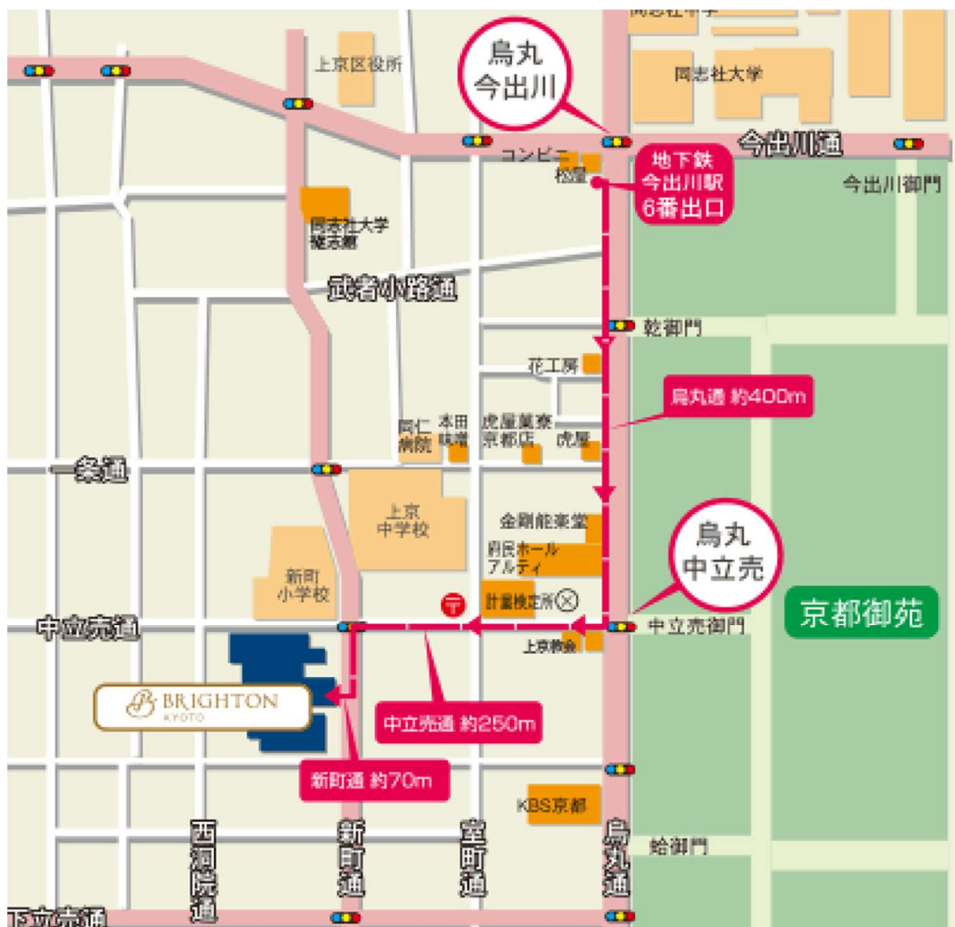 同志社中学
烏丸
今出川
上京区役所
同志社大学
今出川通
コンビニ
松屋
地下鉄
今出川駅
6番出口
今出川御門
同志社大学
武者小路通
乾御門
花工房
烏丸通 約400m
同仁
病院
本田
味噌
虎屋菓寮
京都店
虎屋
一条通
上京
中学校
金剛能楽堂
府民ホール
アルティ
烏丸
中立売
新町
小学校
計量検定所
京都御苑
中立売通
中立売御門
上京教会
BRIGHTON
KYOTO
中立売通 約250m
新町通 約70m
KBS京都
西洞院通
新町通
室町通
烏丸通
蛤御門
下立売通